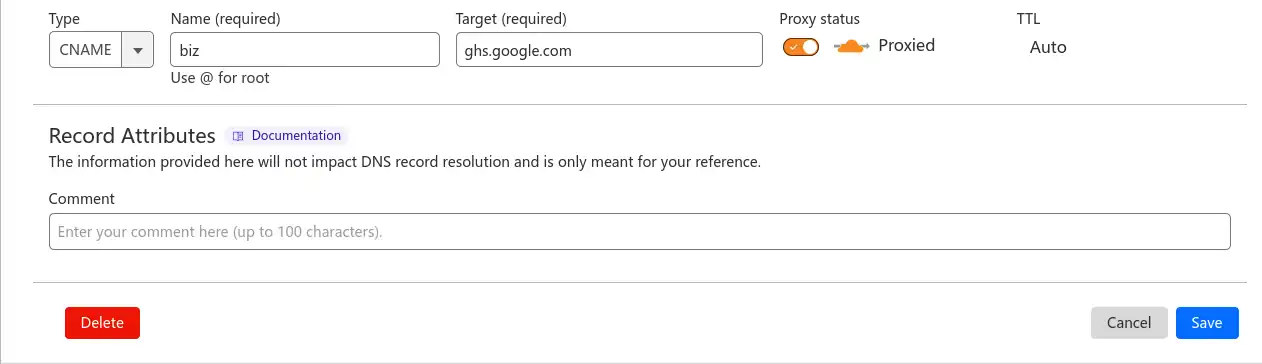 Type Name (required) Target (required) Proxy status TTL
CNAME biz ghs.google.com Proxied Auto
Use @ for root
Record Attributes Documentation
The information provided here will not impact DNS record resolution and is only meant for your reference.
Comment
Enter your comment here (up to 100 characters).
Delete Cancel Save